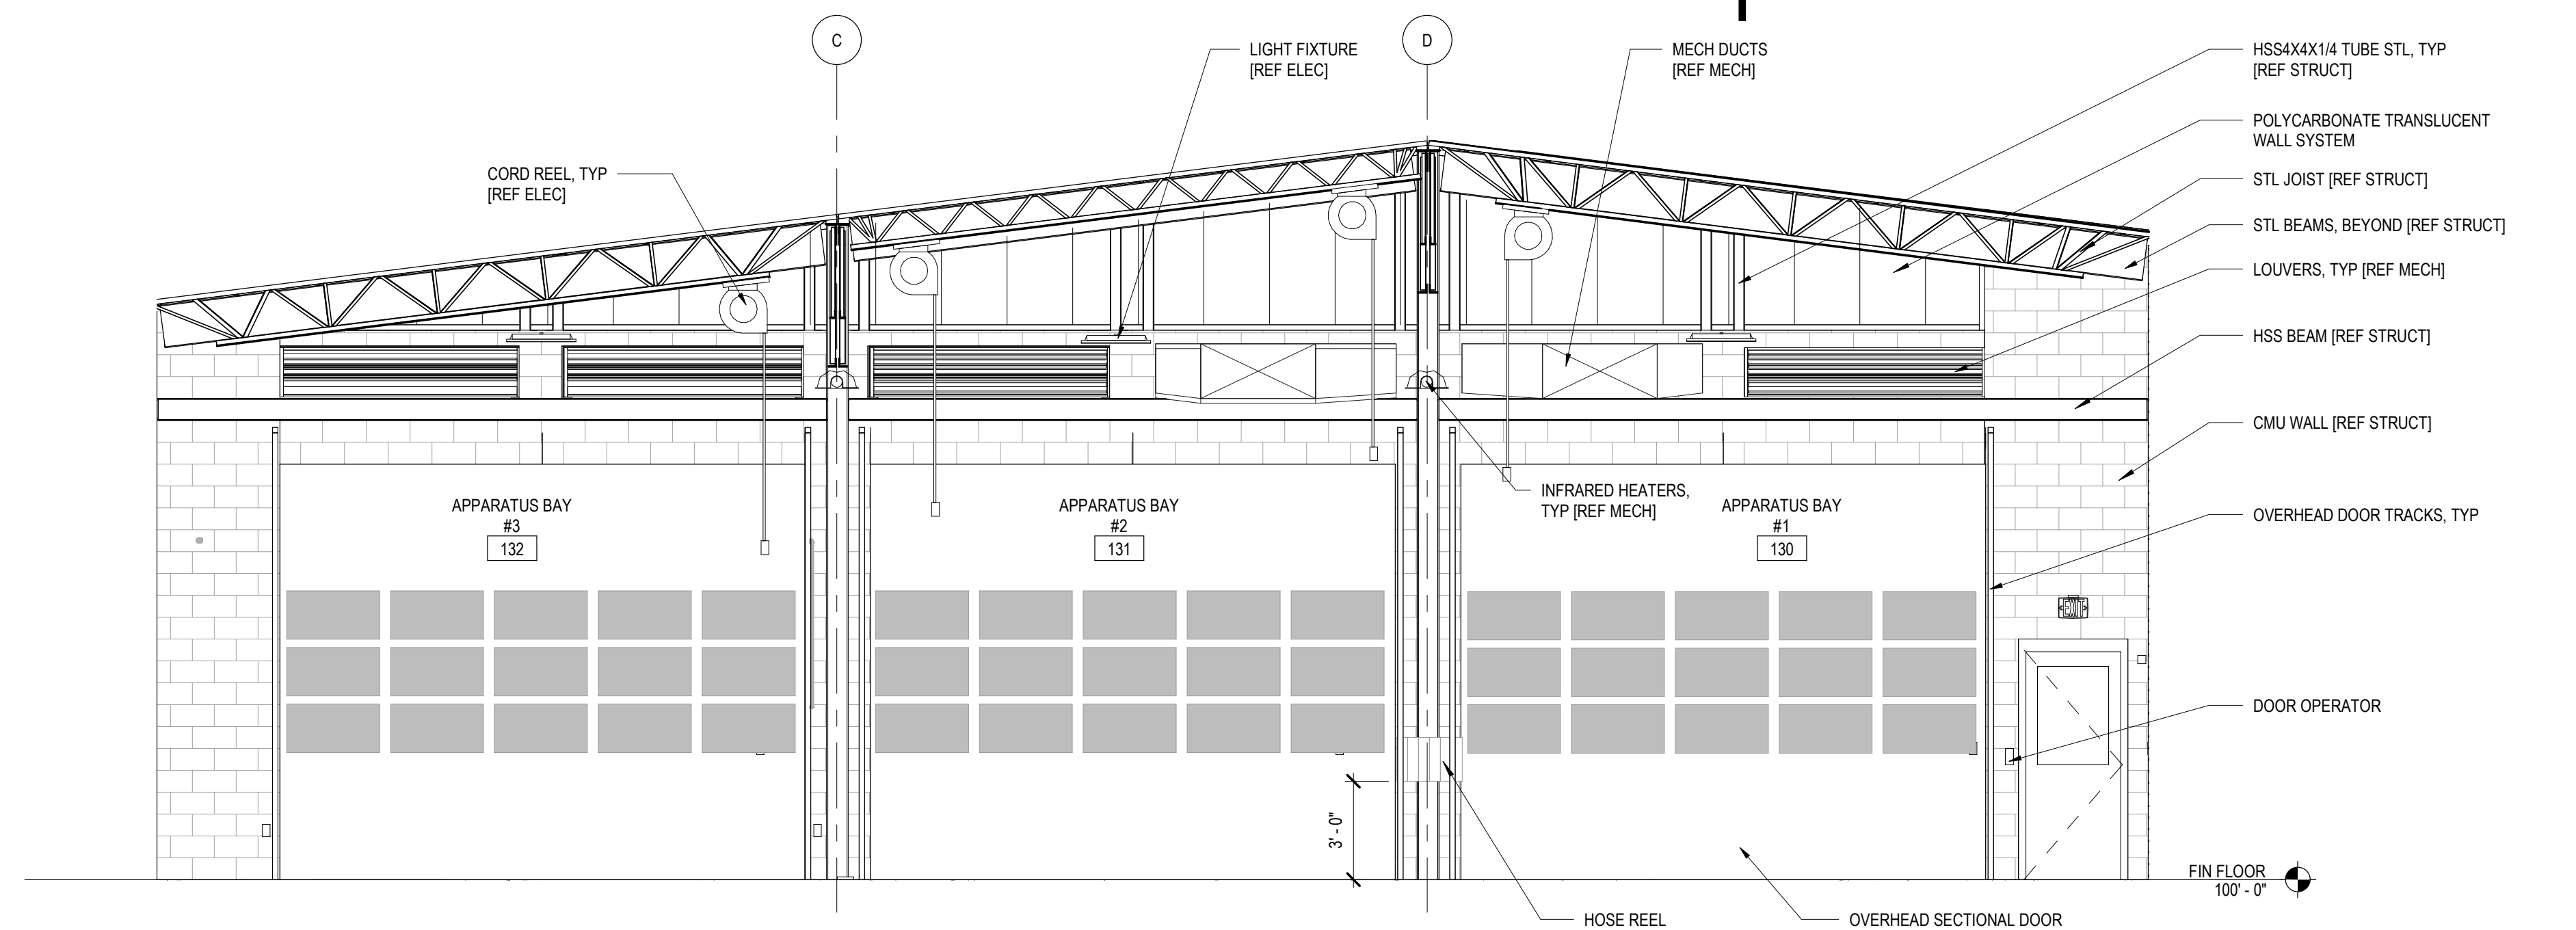 C
D
LIGHT FIXTURE
[REF ELEC]
MECH DUCTS
[REF MECH]
HSS4X4X1/4 TUBE STL, TYP
[REF STRUCT]
POLYCARBONATE TRANSLUCENT
WALL SYSTEM
CORD REEL, TYP
[REF ELEC]
STL JOIST [REF STRUCT]
STL BEAMS, BEYOND [REF STRUCT]
LOUVERS, TYP [REF MECH]
HSS BEAM [REF STRUCT]
CMU WALL [REF STRUCT]
INFRARED HEATERS,
TYP [REF MECH]
APPARATUS BAY
#3
132
APPARATUS BAY
#2
131
APPARATUS BAY
#1
130
OVERHEAD DOOR TRACKS, TYP
EXIT
DOOR OPERATOR
3' - 0"
FIN FLOOR
100' - 0"
HOSE REEL
OVERHEAD SECTIONAL DOOR